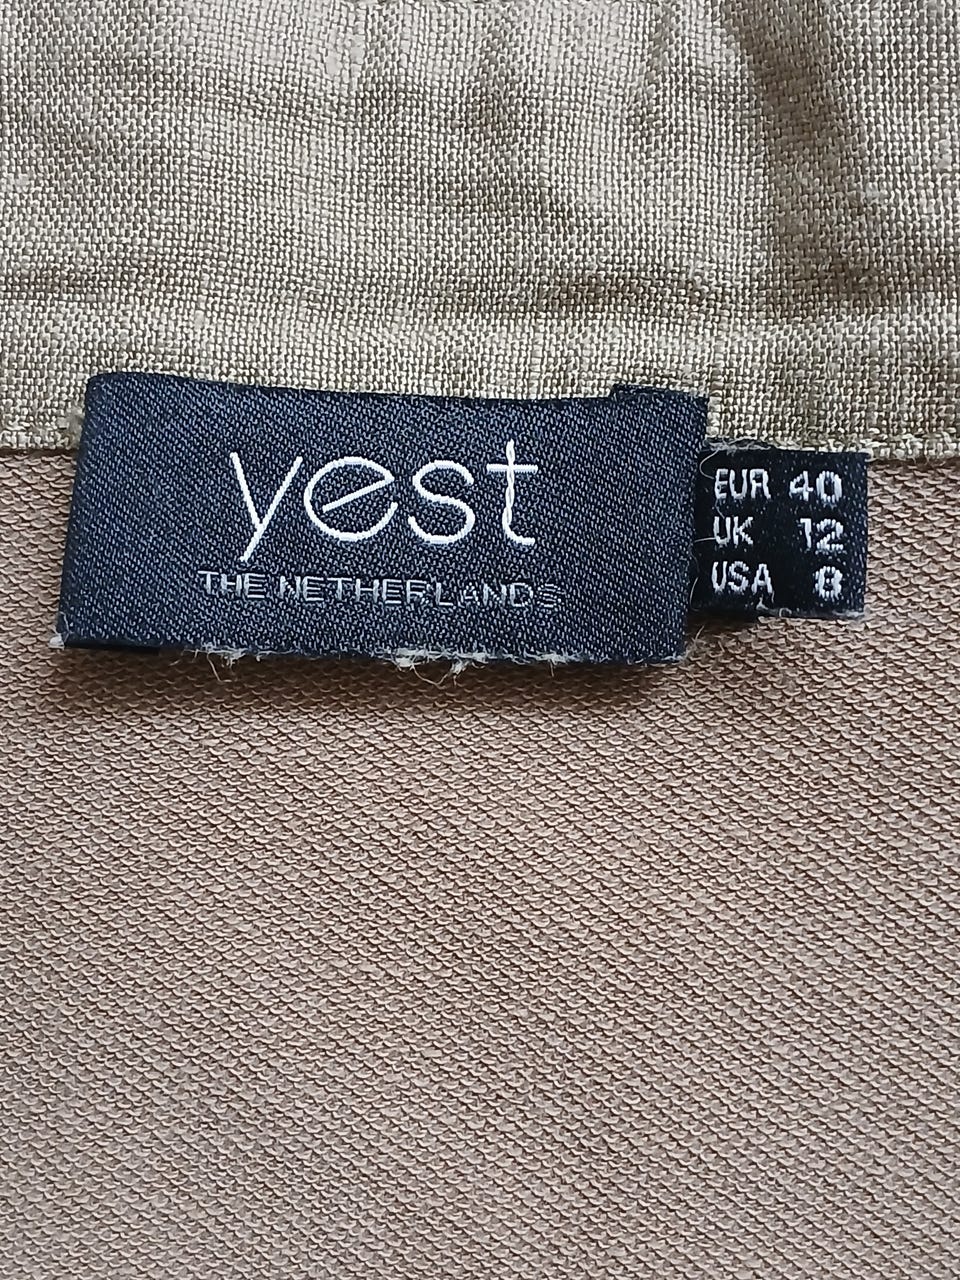 yest
THE NETHERLANDS
EUR 40
UK 12
USA 8